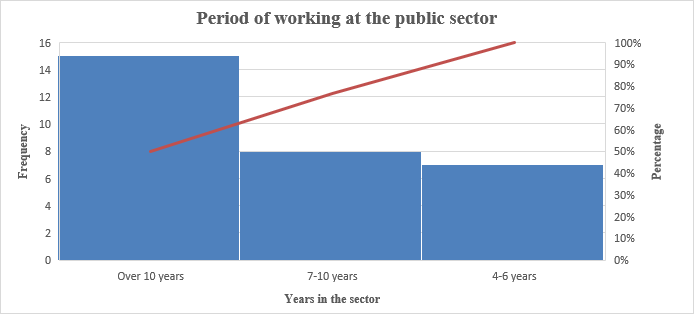 Period of working at the public sector
16
14
12
10
8
6
4
2
0
Frequency
100%
90%
80%
70%
60%
50%
40%
30%
20%
10%
0%
Percentage
Over 10 years
7-10 years
4-6 years
Years in the sector